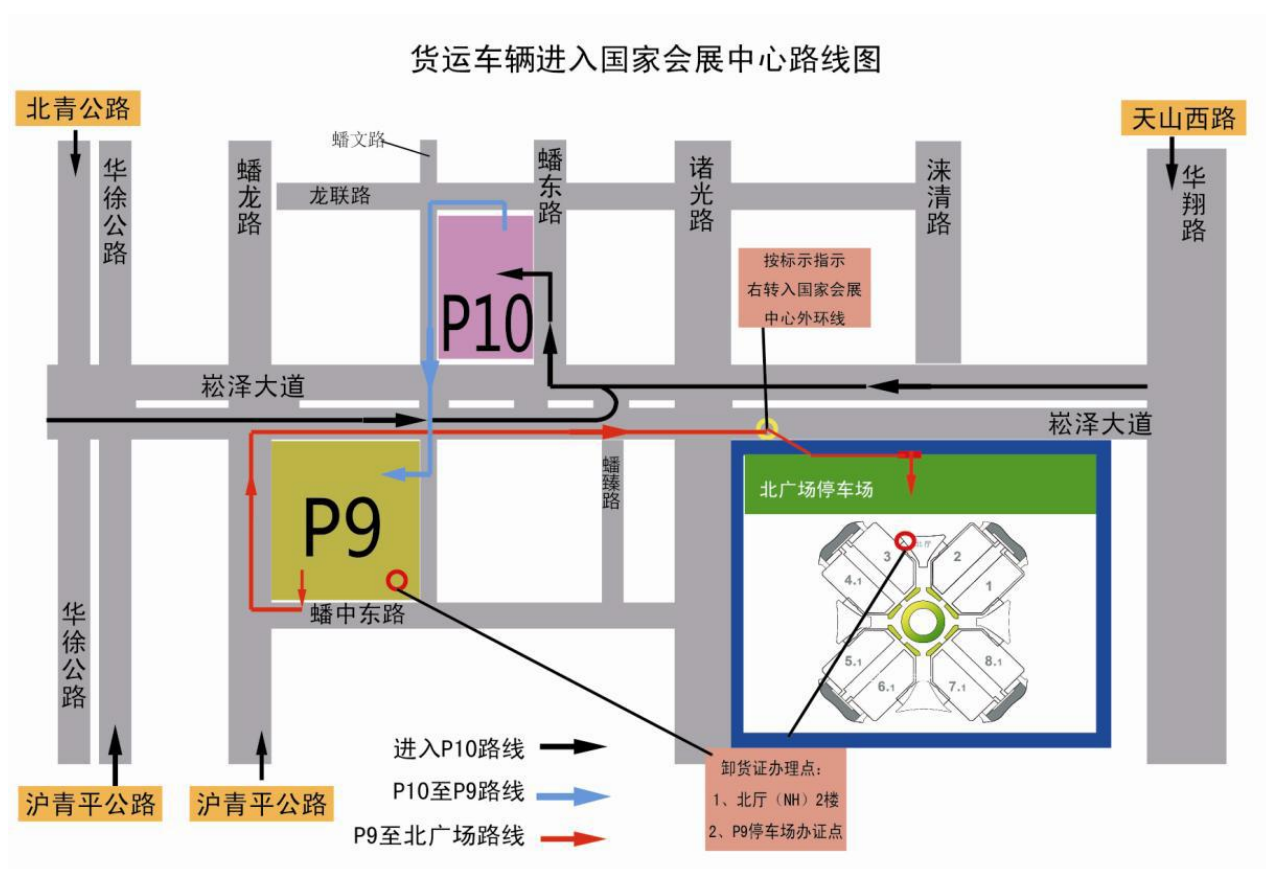 货运车辆进入国家会展中心路线图
北青公路
天山西路
蟠文路
华徐公路
蟠龙路
龙联路
蟠东路
诸光路
涞清路
华翔路
按标示指示
右转入国家会展
中心外环线
P10
崧泽大道
崧泽大道
蟠臻路
北广场停车场
P9
3
2
4.1
1
5.1
8.1
6.1
7.1
蟠中东路
华徐公路
进入P10路线
P10至P9路线
P9至北广场路线
沪青平公路
沪青平公路
卸货证办理点：
1、北厅（NH）2楼
2、P9停车场办证点